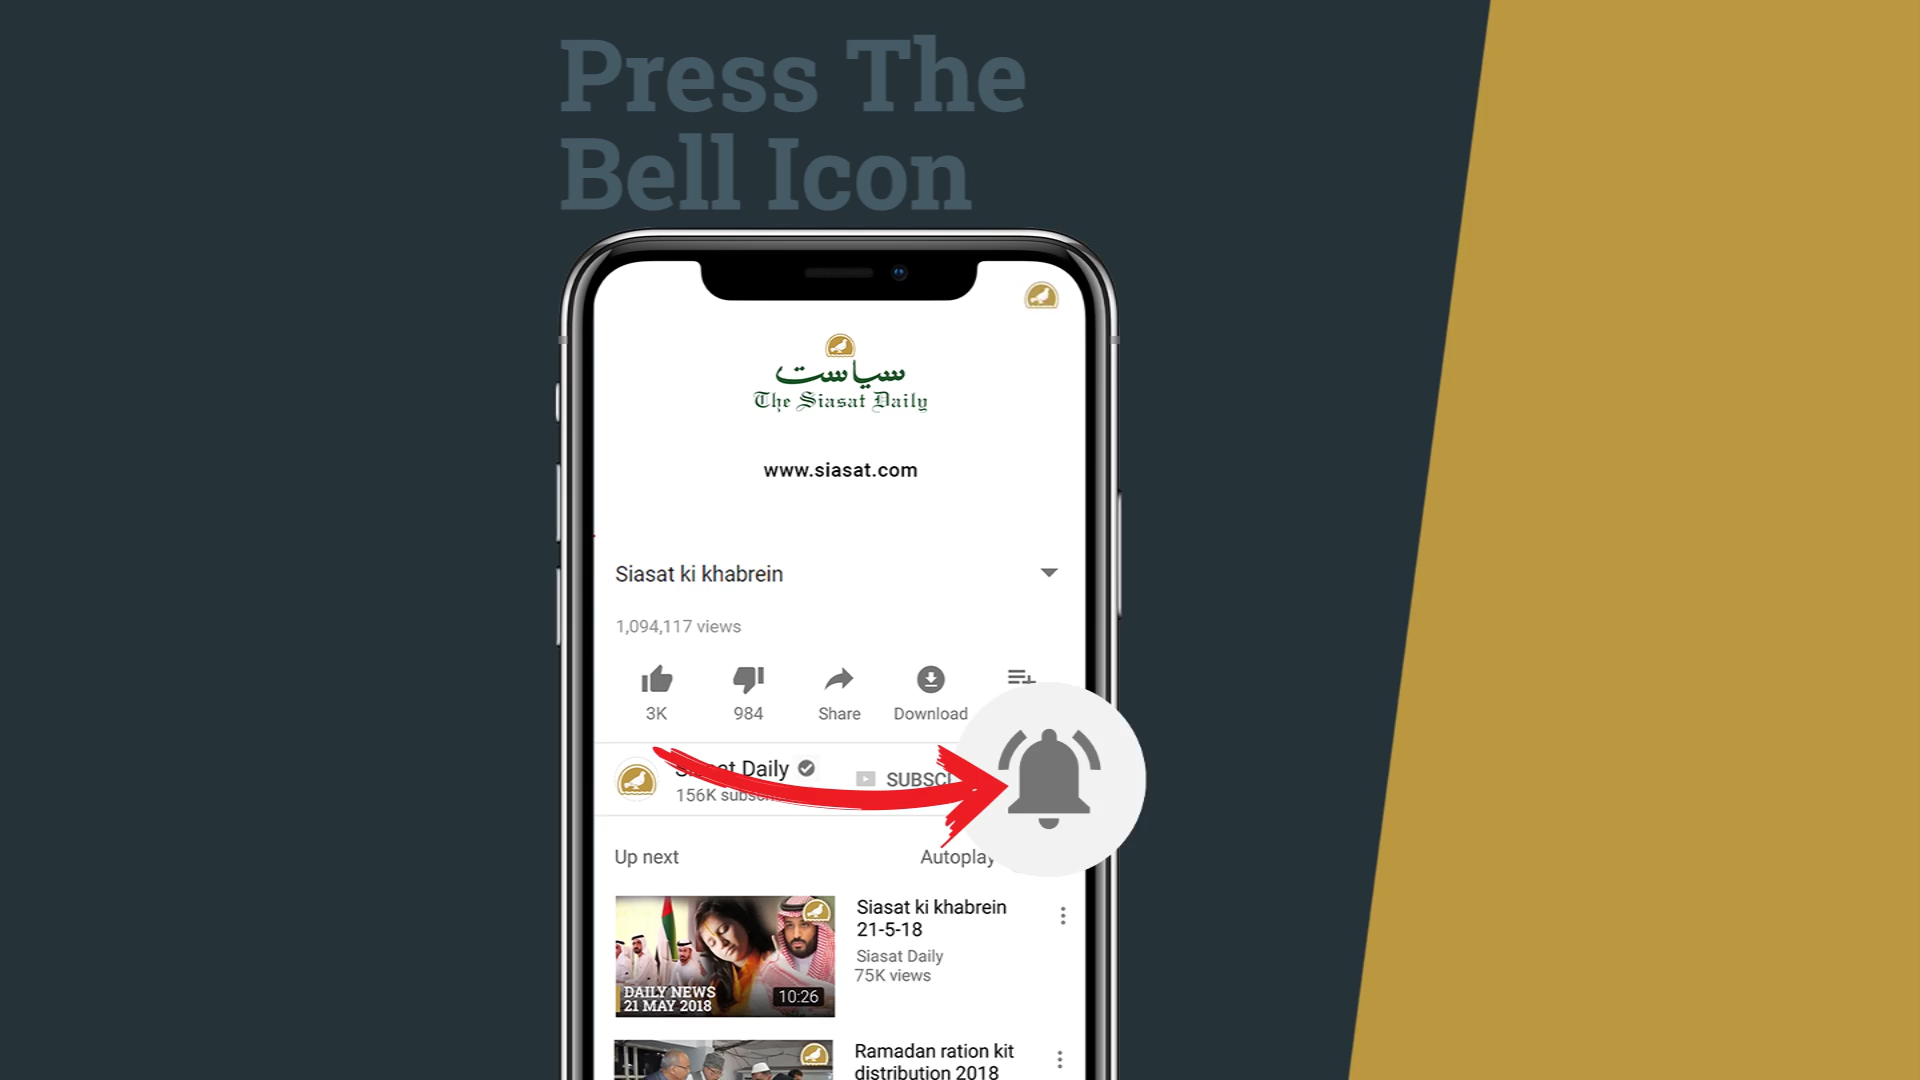 Press The
Bell Icon
سیاست
The Siasat Daily
www.siasat.com
Siasat ki khabrein
1,094,117 views
3K
984
Share
Download
Daily
SUBSCI
156K
Up next
Autoplay
DAILY NEWS
21 MAY 2018
10:26
Siasat ki khabrein
21-5-18
Siasat Daily
75K views
Ramadan ration kit
distribution 2018